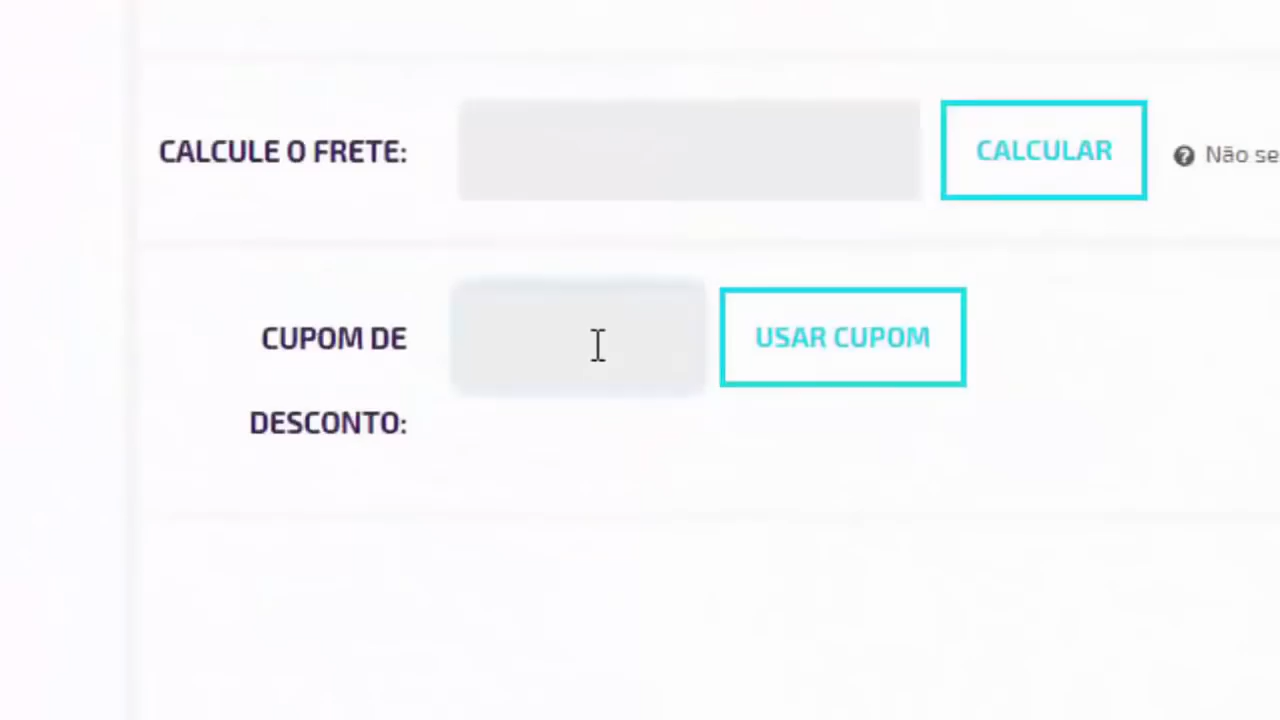 CALCULE O FRETE: CALCULAR Não se
CUPOM DE USAR CUPOM
DESCONTO: